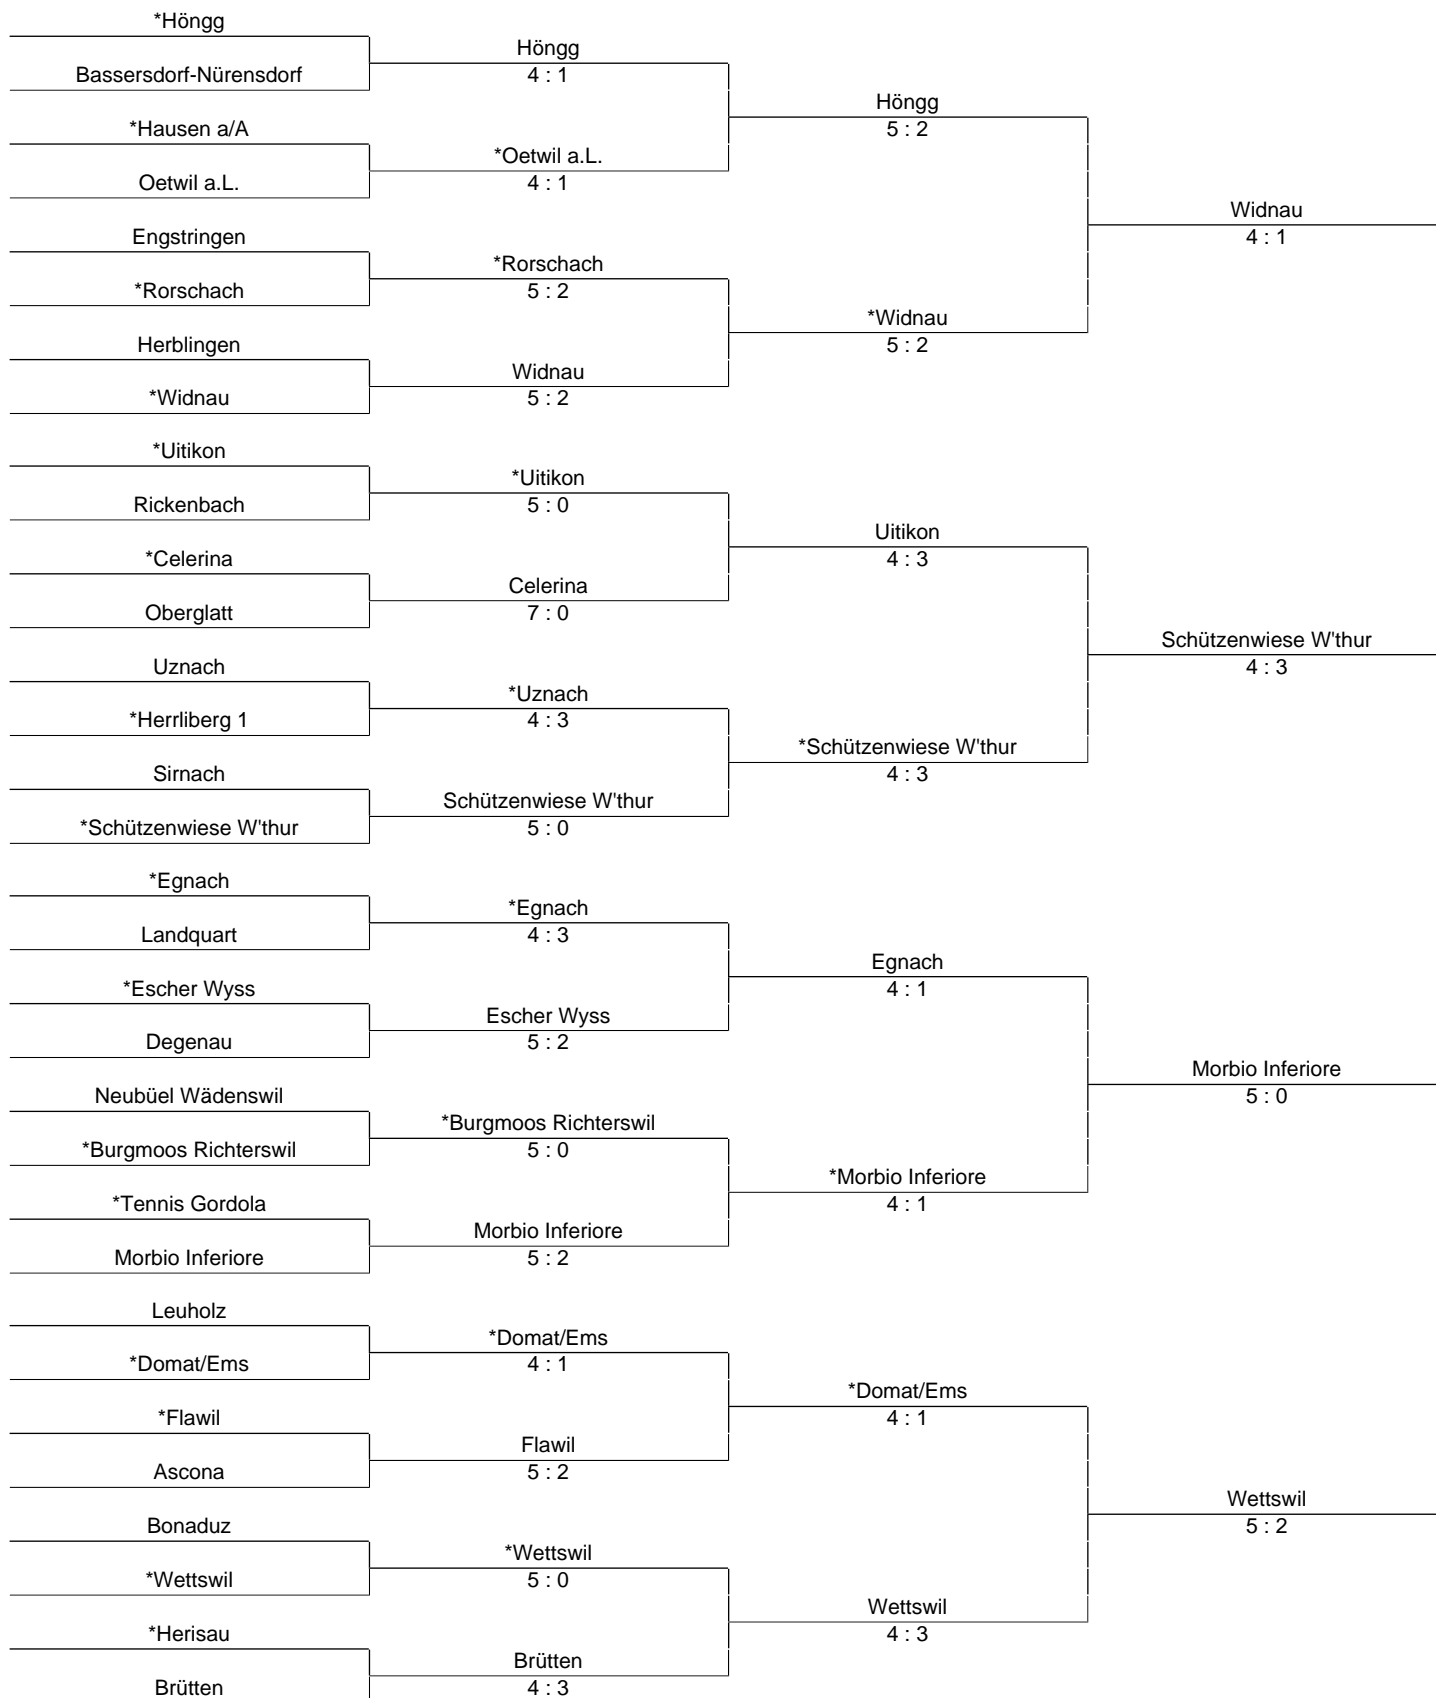 *Höngg
Höngg
Bassersdorf-Nürensdorf
4 : 1
Höngg
*Hausen a/A
5 : 2
*Oetwil a.L.
Oetwil a.L.
4 : 1
Widnau
Engstringen
4 : 1
*Rorschach
*Rorschach
5 : 2
*Widnau
Herblingen
5 : 2
Widnau
*Widnau
5 : 2
*Uitikon
*Uitikon
Rickenbach
5 : 0
Uitikon
*Celerina
4 : 3
Celerina
Oberglatt
7 : 0
Schützenwiese W'thur
Uznach
4 : 3
*Uznach
*Herrliberg 1
4 : 3
*Schützenwiese W'thur
Sirnach
4 : 3
Schützenwiese W'thur
*Schützenwiese W'thur
5 : 0
*Egnach
*Egnach
Landquart
4 : 3
Egnach
*Escher Wyss
4 : 1
Escher Wyss
Degenau
5 : 2
Morbio Inferiore
Neubüel Wädenswil
5 : 0
*Burgmoos Richterswil
*Burgmoos Richterswil
5 : 0
*Morbio Inferiore
*Tennis Gordola
4 : 1
Morbio Inferiore
Morbio Inferiore
5 : 2
Leuholz
*Domat/Ems
*Domat/Ems
4 : 1
*Domat/Ems
*Flawil
4 : 1
Flawil
Ascona
5 : 2
Wettswil
Bonaduz
5 : 2
*Wettswil
*Wettswil
5 : 0
Wettswil
*Herisau
4 : 3
Brütten
Brütten
4 : 3